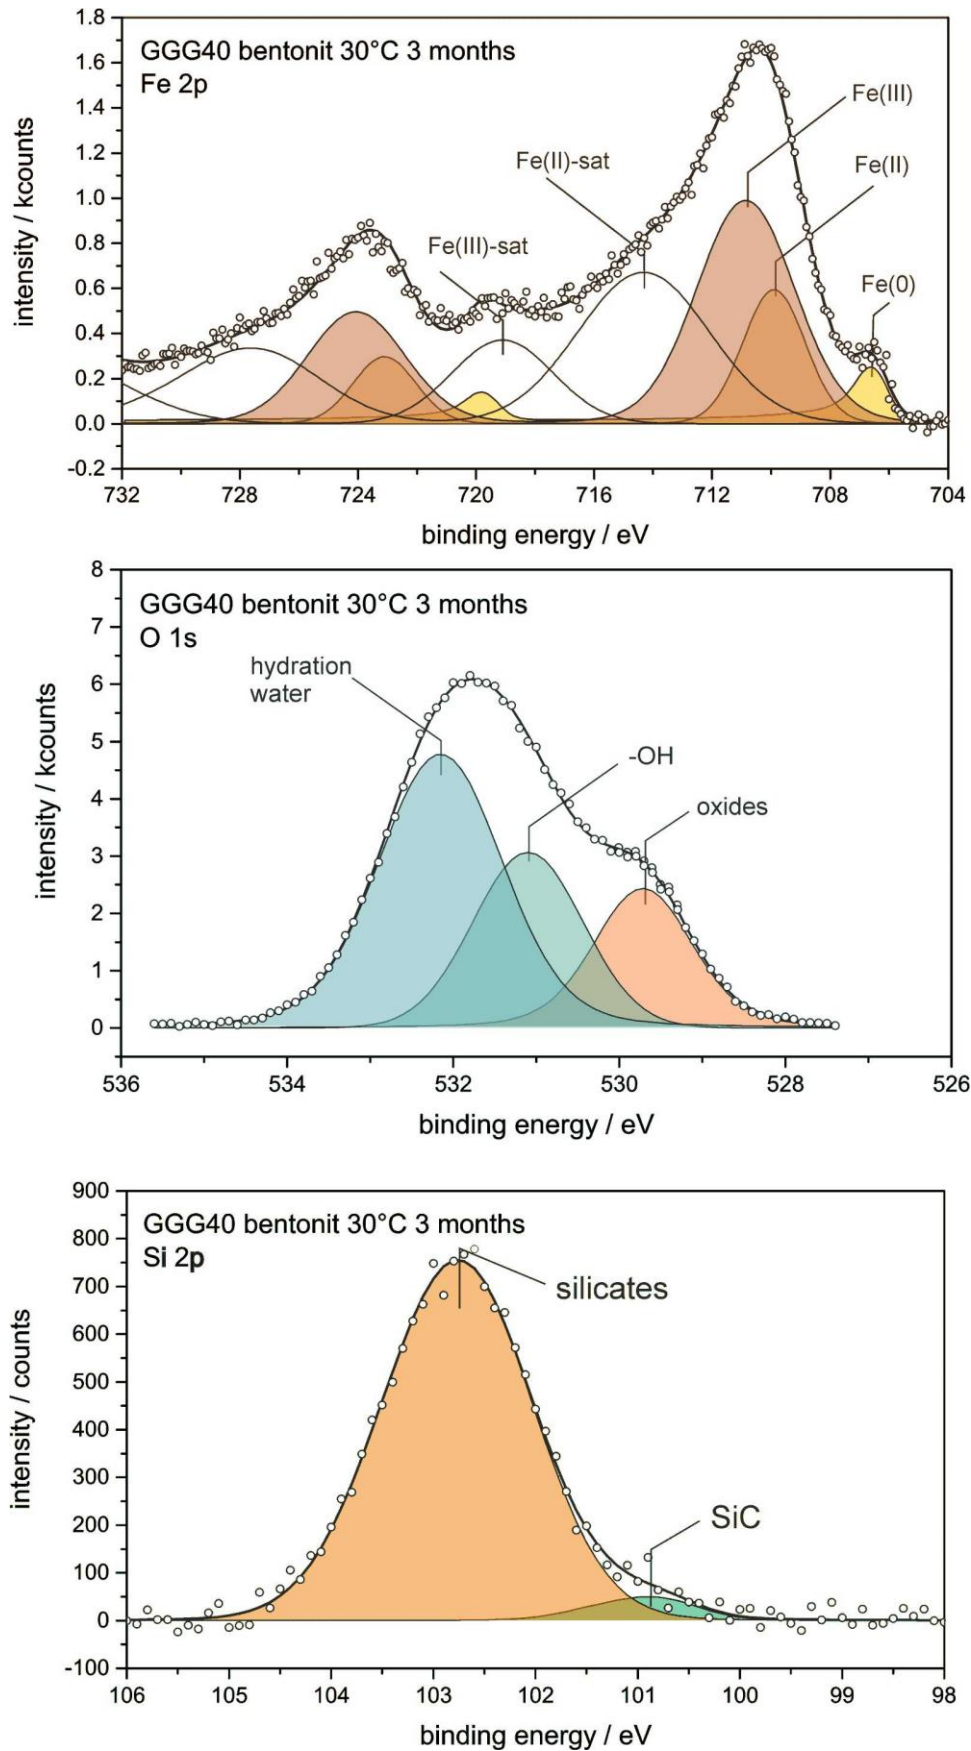 GGG40 bentonit 30°C 3 months
Fe 2p
1.8
1.6
1.4
1.2
1.0
0.8
0.6
0.4
0.2
0.0
-0.2
intensity / kcounts
Fe(III)
Fe(II)
Fe(II)-sat
Fe(III)-sat
Fe(0)
732 728 724 720 716 712 708 704
binding energy / eV
GGG40 bentonit 30°C 3 months
O 1s
8
7
6
5
4
3
2
1
0
intensity / kcounts
hydration
water
-OH
oxides
536 534 532 530 528 526
binding energy / eV
GGG40 bentonit 30°C 3 months
Si 2p
900
800
700
600
500
400
300
200
100
0
-100
intensity / counts
silicates
SiC
106 105 104 103 102 101 100 99 98
binding energy / eV